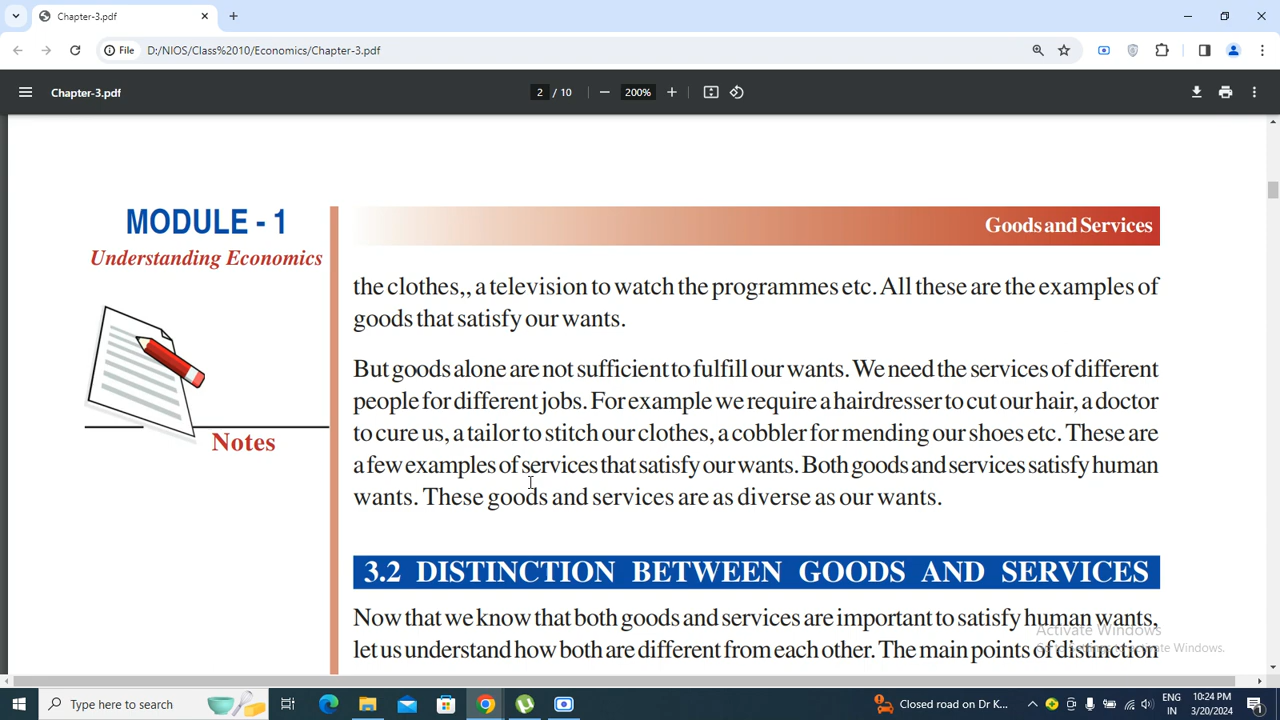 Chapter-3.pdf
File
D:/NIOS/Class%2010/Economics/Chapter-3.pdf
Chapter-3.pdf
2 / 10
200%
MODULE - 1
Understanding Economics
Notes
Goods and Services
the clothes,, a television to watch the programmes etc. All these are the examples of
goods that satisfy our wants.
But goods alone are not sufficient to fulfill our wants. We need the services of different
people for different jobs. For example we require a hairdresser to cut our hair, a doctor
to cure us, a tailor to stitch our clothes, a cobbler for mending our shoes etc. These are
a few examples of services that satisfy our wants. Both goods and services satisfy human
wants. These goods and services are as diverse as our wants.
3.2 DISTINCTION BETWEEN GOODS AND SERVICES
Now that we know that both goods and services are important to satisfy human wants,
let us understand how both are different from each other. The main points of distinction
Activate Windows
Go to Settings to activate Windows.
Type here to search
Closed road on Dr K...
ENG
IN
10:24 PM
3/20/2024
1